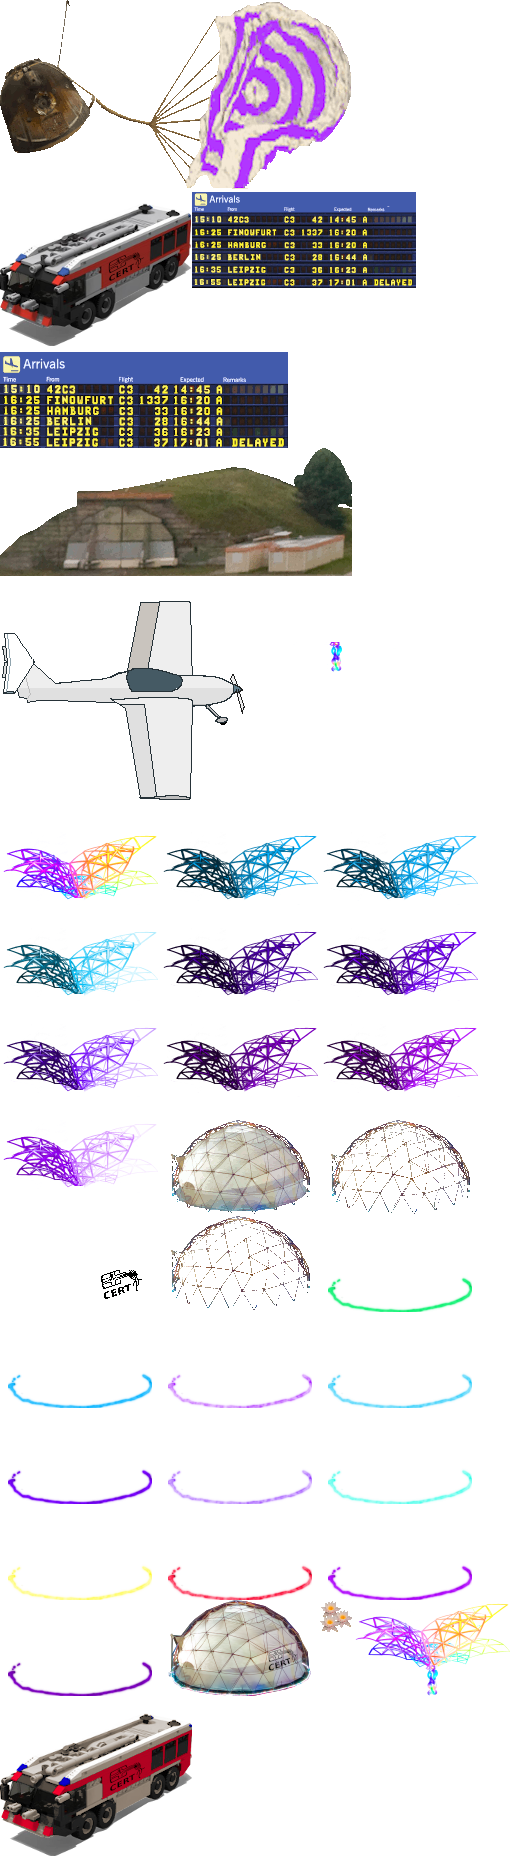 CERT
Arrivals
Time From Flight Expected Remarks
15:10 42C3 C3 42 14:45 A
16:25 FINOWFURT C3 1337 16:20 A
16:25 HAMBURG C3 33 16:20 A
16:25 BERLIN C3 28 16:44 A
16:35 LEIPZIG C3 36 16:23 A
16:55 LEIPZIG C3 37 17:01 A DELAYED
Arrivals
Time From Flight Expected Remarks
15:10 42C3 C3 42 14:45 A
16:25 FINOWFURT C3 1337 16:20 A
16:25 HAMBURG C3 33 16:20 A
16:25 BERLIN C3 28 16:44 A
16:35 LEIPZIG C3 36 16:23 A
16:55 LEIPZIG C3 37 17:01 A DELAYED
CERT
CERT
CERT